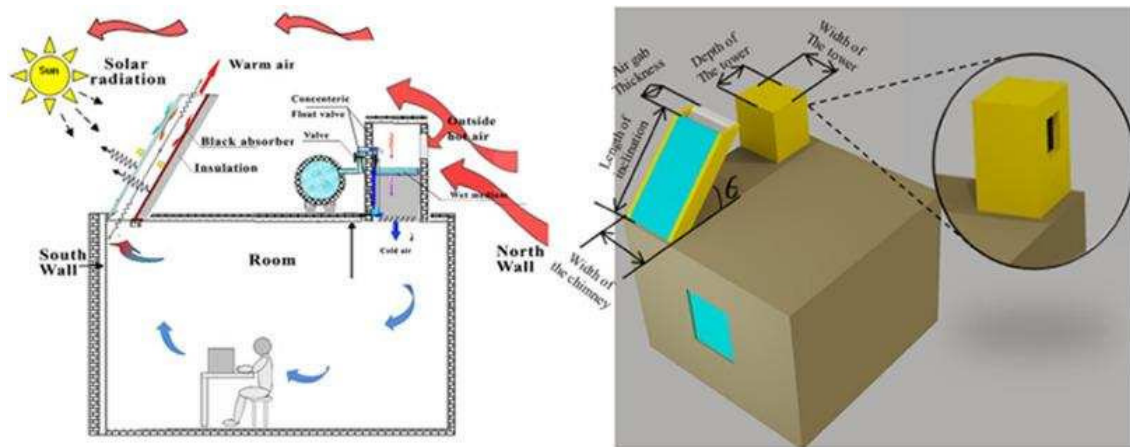 Sun
Solar
radiation
Warm air
Concenteric
Flout valve
Valve
Outside
hot air
Black absorber
Insulation
Wet medium
Cold air
South
Wall
Room
North
Wall
Air gab
Thickness
Depth of
The tower
Width of
The tower
Length of
inclination
Width of
the chimney